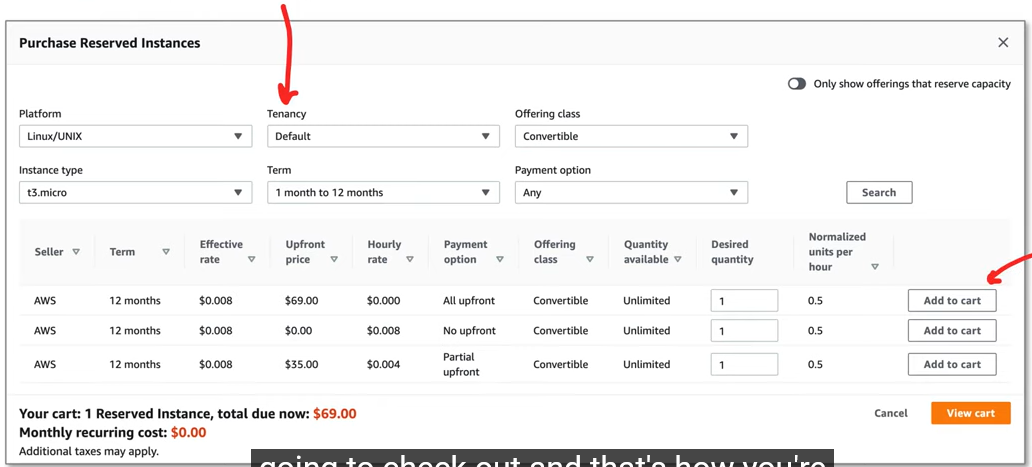 Purchase Reserved Instances
Only show offerings that reserve capacity
Platform Tenancy Offering class
Linux/UNIX Default Convertible
Instance type Term Payment option
t3.micro 1 month to 12 months Any Search
Seller Term Effective rate Upfront price Hourly rate Payment option Offering class Quantity available Desired quantity Normalized units per hour
AWS 12 months $0.008 $69.00 $0.000 All upfront Convertible Unlimited 1 0.5 Add to cart
AWS 12 months $0.008 $0.00 $0.008 No upfront Convertible Unlimited 1 0.5 Add to cart
AWS 12 months $0.008 $35.00 $0.004 Partial upfront Convertible Unlimited 1 0.5 Add to cart
Your cart: 1 Reserved Instance, total due now: $69.00 Cancel View cart
Monthly recurring cost: $0.00
Additional taxes may apply.
going to check out and that's how you're